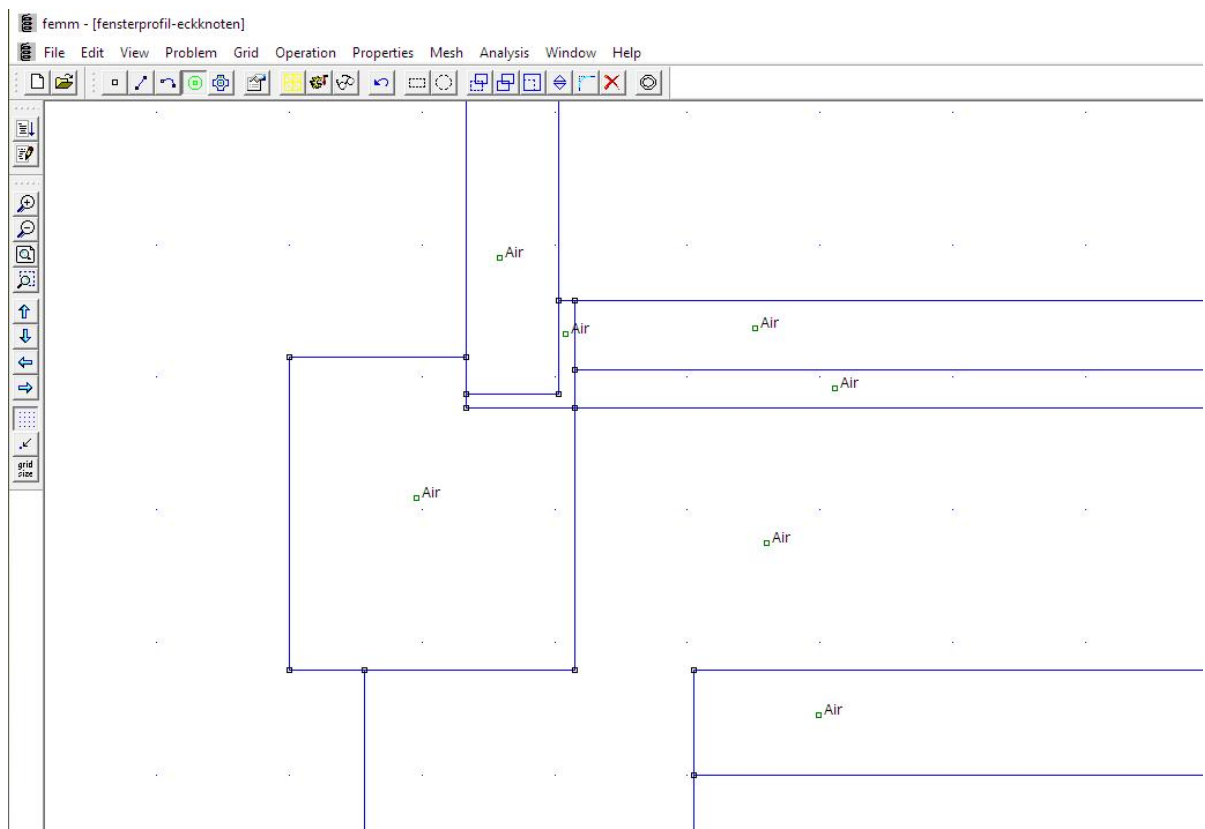 femm - [fensterprofil-eckknoten]
File Edit View Problem Grid Operation Properties Mesh Analysis Window Help
Air
Air
Air
Air
Air
Air
Air
grid
size